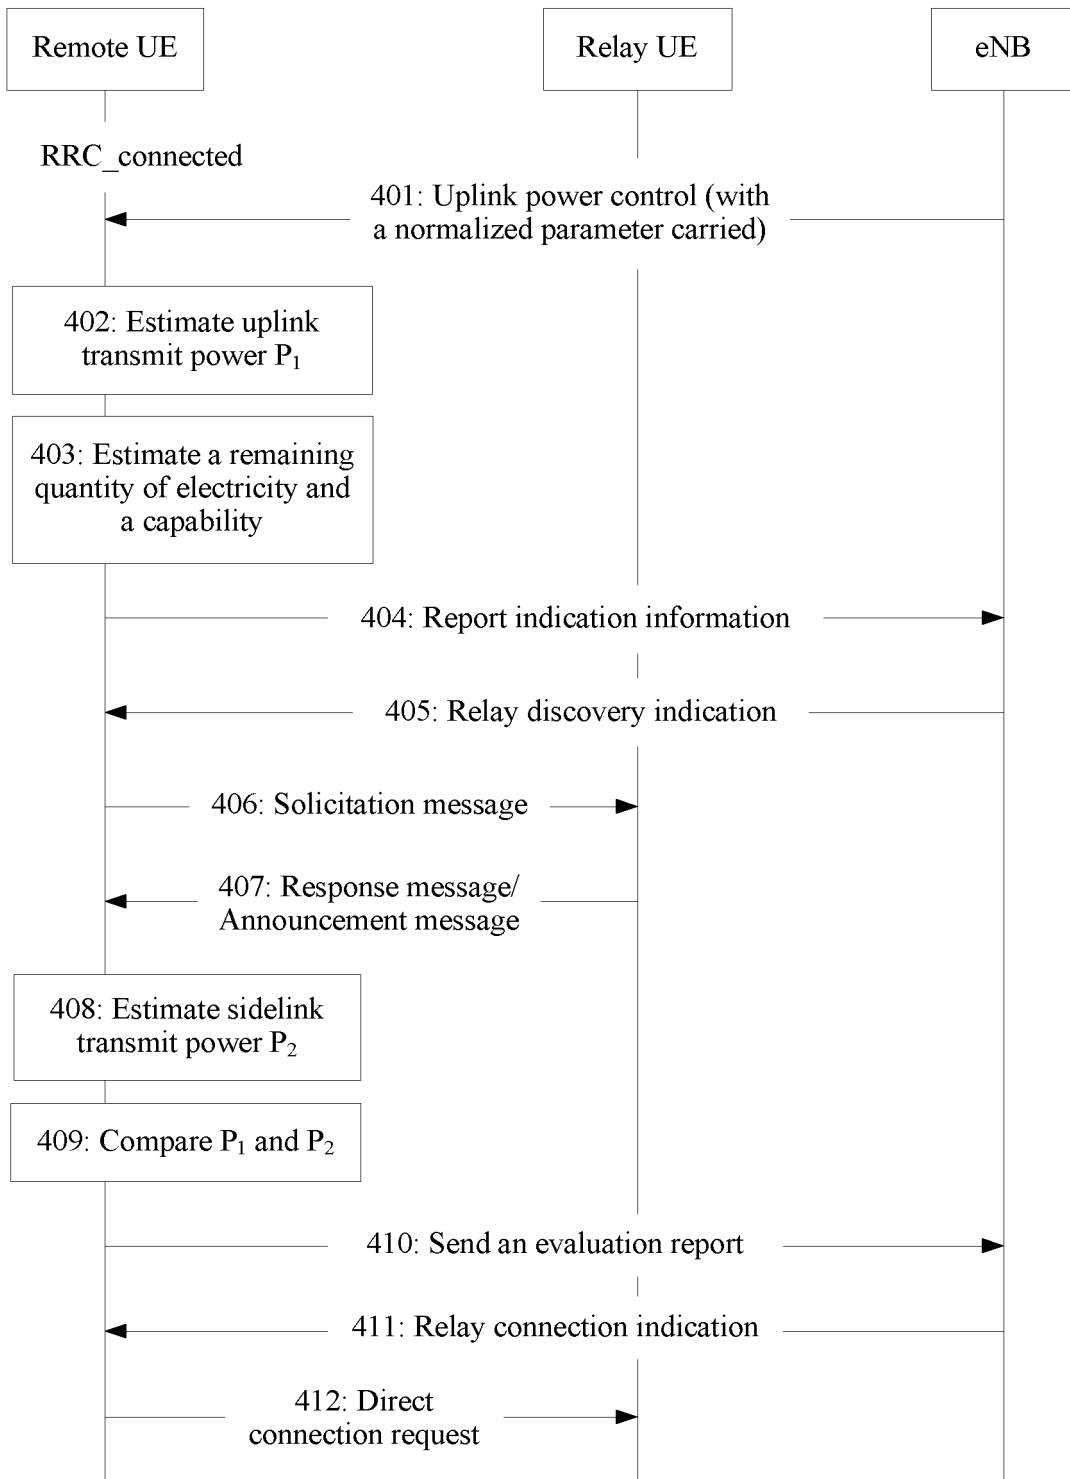 Remote UE
Relay UE
eNB
RRC_connected
401: Uplink power control (with
a normalized parameter carried)
402: Estimate uplink
transmit power P₁
403: Estimate a remaining
quantity of electricity and
a capability
404: Report indication information
405: Relay discovery indication
406: Solicitation message
407: Response message/
Announcement message
408: Estimate sidelink
transmit power P₂
409: Compare P₁ and P₂
410: Send an evaluation report
411: Relay connection indication
412: Direct
connection request